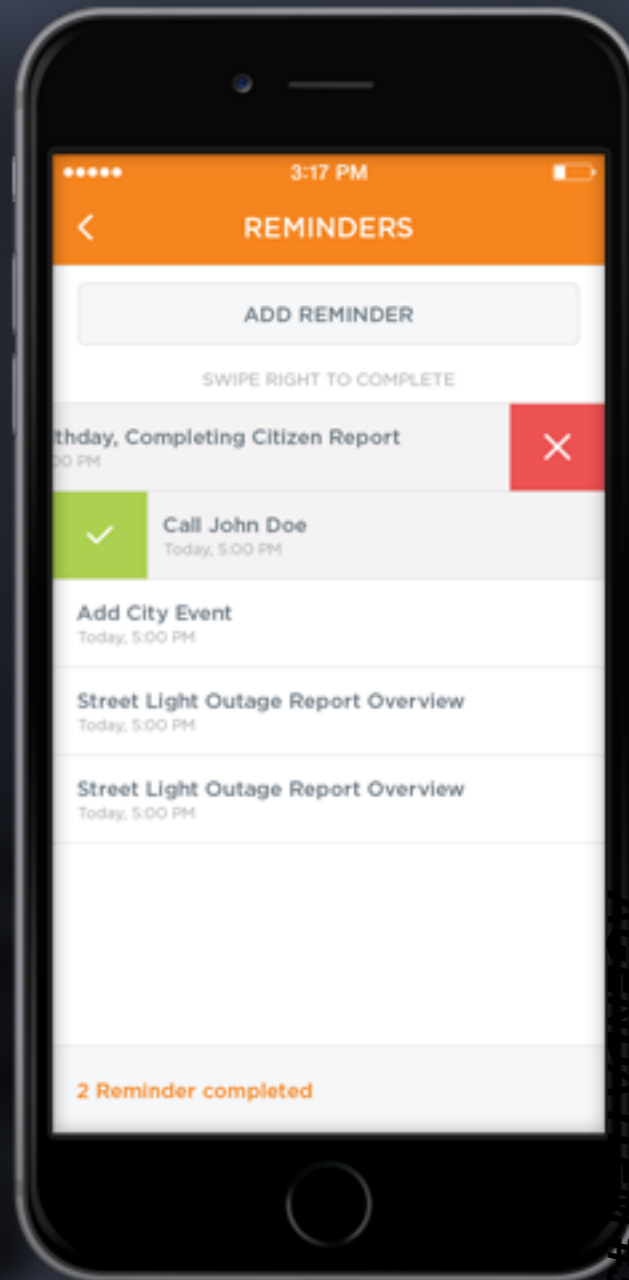 3:17 PM
REMINDERS
ADD REMINDER
SWIPE RIGHT TO COMPLETE
thday, Completing Citizen Report
00 PM
Call John Doe
Today, 5:00 PM
Add City Event
Today, 5:00 PM
Street Light Outage Report Overview
Today, 5:00 PM
Street Light Outage Report Overview
Today, 5:00 PM
2 Reminder completed